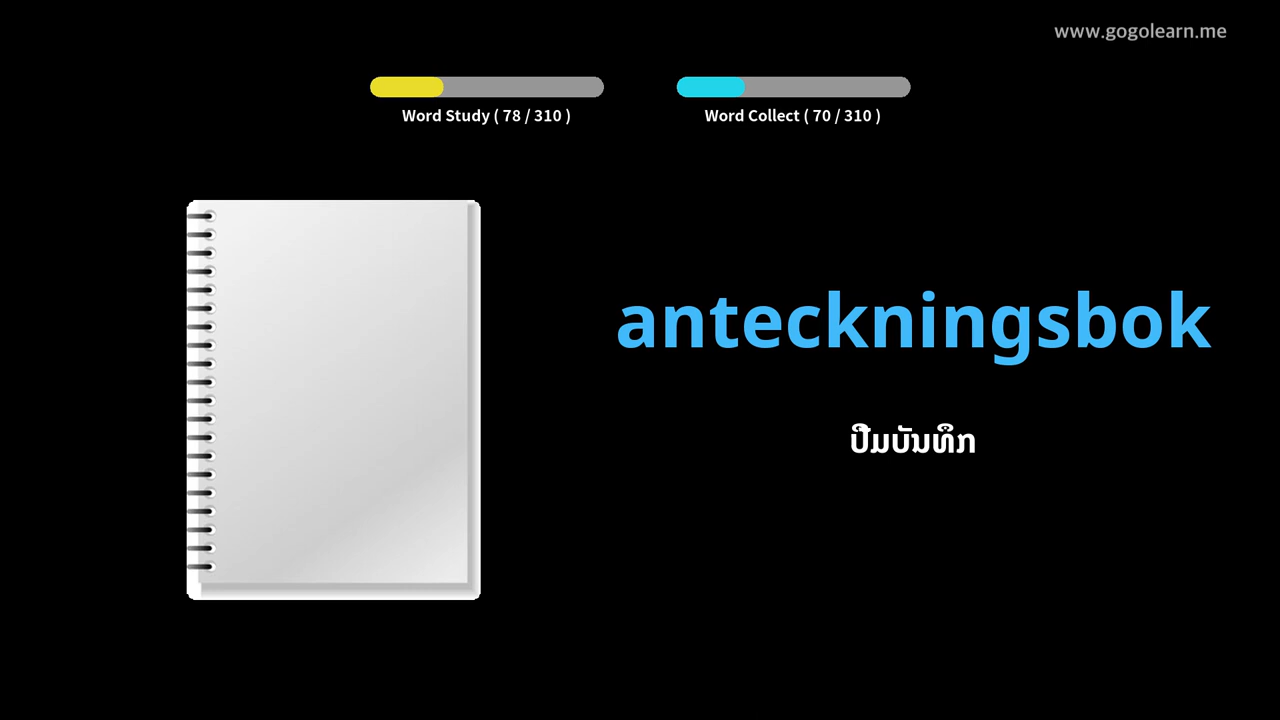 www.gogolearn.me
Word Study ( 78 / 310 )
Word Collect ( 70 / 310 )
anteckningsbok
ປຶ້ມບັນທຶກ